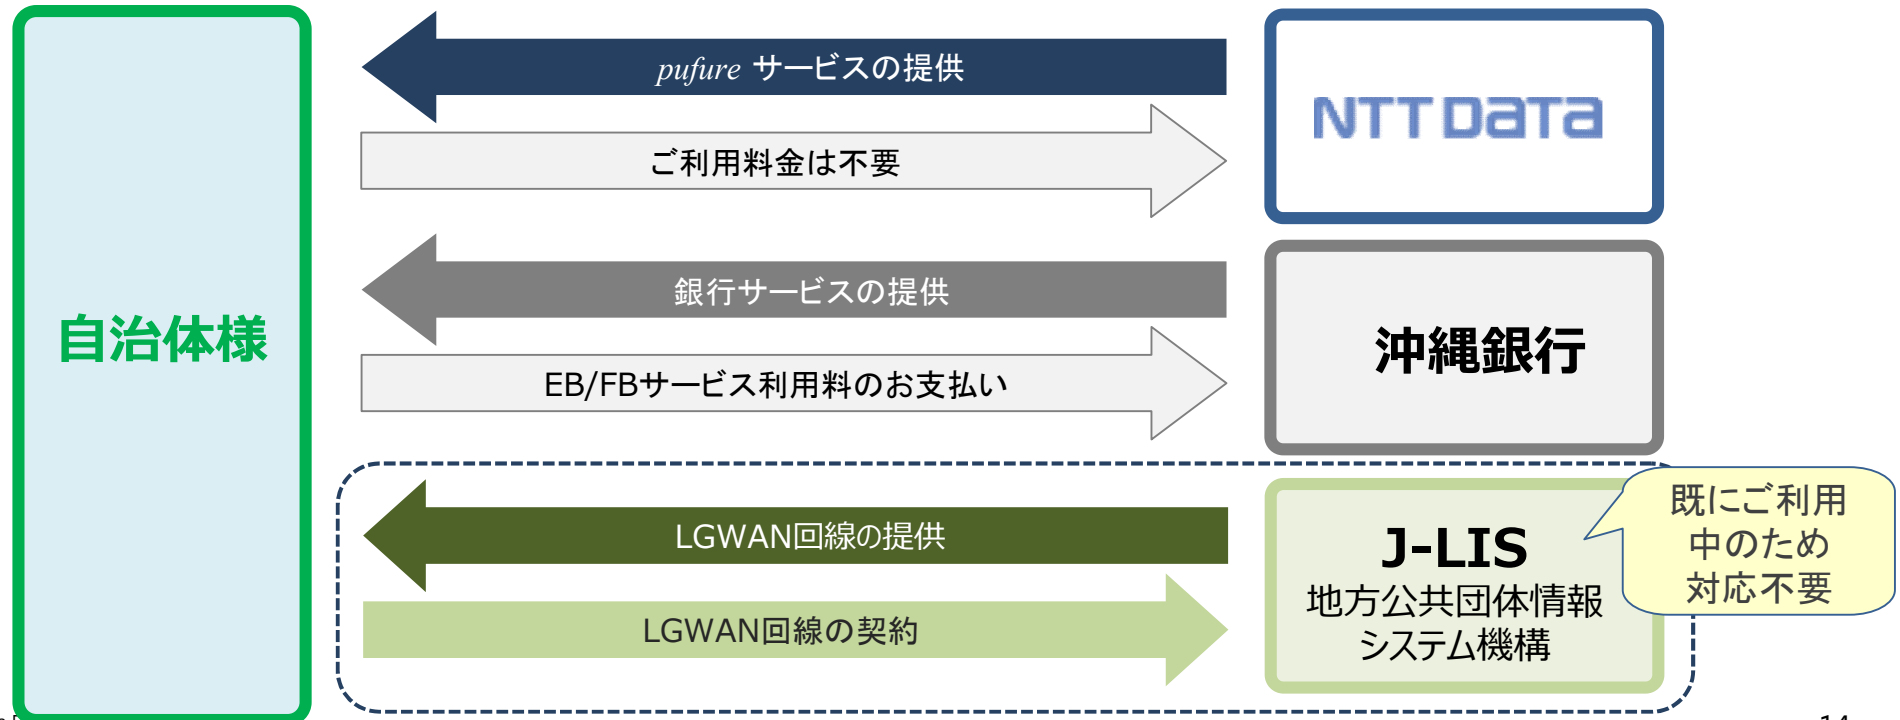 自治体様
pufure サービスの提供
ご利用料金は不要
NTT DATA
銀行サービスの提供
EB/FBサービス利用料のお支払い
沖縄銀行
LGWAN回線の提供
LGWAN回線の契約
J-LIS
地方公共団体情報
システム機構
既にご利用
中のため
対応不要